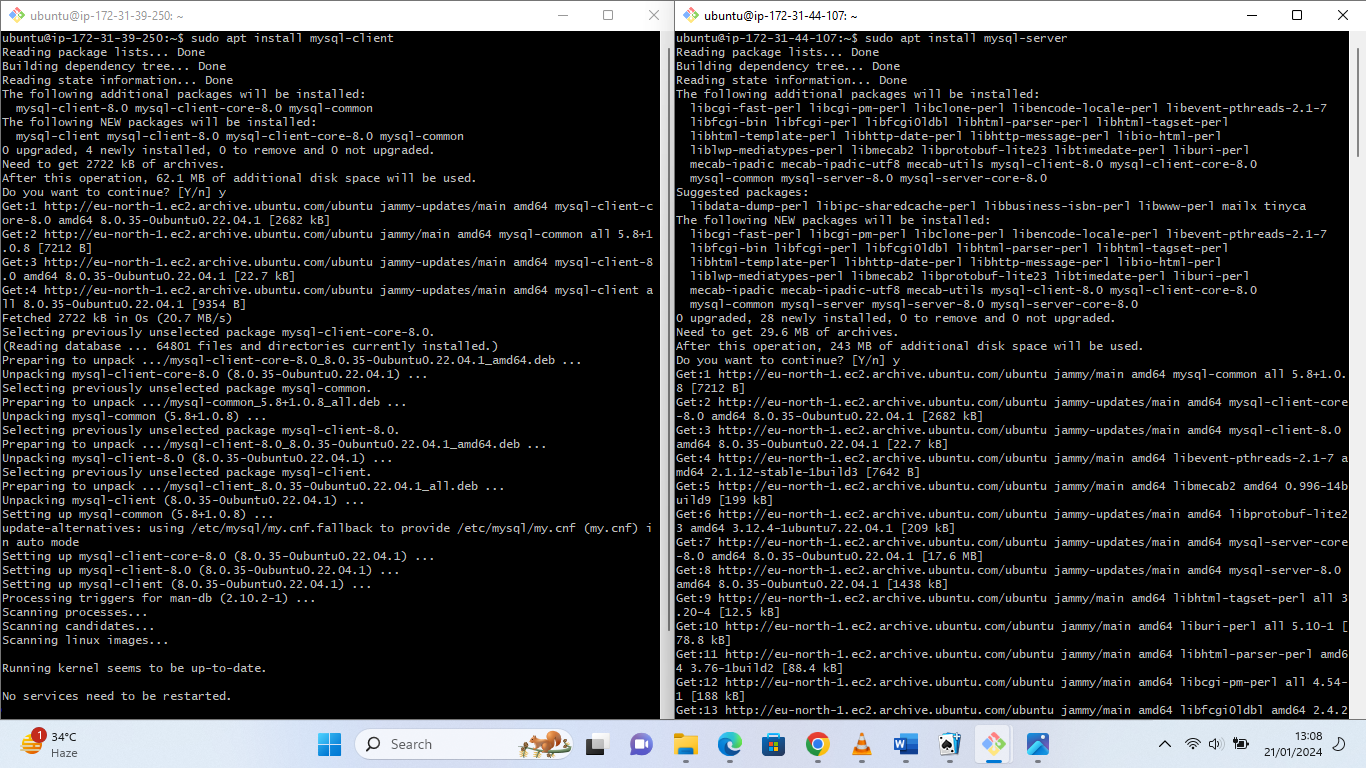 ubuntu@ip-172-31-39-250: ~
ubuntu@ip-172-31-39-250:~$ sudo apt install mysql-client
Reading package lists... Done
Building dependency tree... Done
Reading state information... Done
The following additional packages will be installed:
  mysql-client-8.0 mysql-client-core-8.0 mysql-common
The following NEW packages will be installed:
  mysql-client mysql-client-8.0 mysql-client-core-8.0 mysql-common
0 upgraded, 4 newly installed, 0 to remove and 0 not upgraded.
Need to get 2722 kB of archives.
After this operation, 62.1 MB of additional disk space will be used.
Do you want to continue? [Y/n] y
Get:1 http://eu-north-1.ec2.archive.ubuntu.com/ubuntu jammy-updates/main amd64 mysql-client-c
ore-8.0 amd64 8.0.35-0ubuntu0.22.04.1 [2682 kB]
Get:2 http://eu-north-1.ec2.archive.ubuntu.com/ubuntu jammy/main amd64 mysql-common all 5.8+1
.0.8 [7212 B]
Get:3 http://eu-north-1.ec2.archive.ubuntu.com/ubuntu jammy-updates/main amd64 mysql-client-8
.0 amd64 8.0.35-0ubuntu0.22.04.1 [22.7 kB]
Get:4 http://eu-north-1.ec2.archive.ubuntu.com/ubuntu jammy-updates/main amd64 mysql-client a
ll 8.0.35-0ubuntu0.22.04.1 [9354 B]
Fetched 2722 kB in 0s (20.7 MB/s)
Selecting previously unselected package mysql-client-core-8.0.
(Reading database ... 64801 files and directories currently installed.)
Preparing to unpack .../mysql-client-core-8.0_8.0.35-0ubuntu0.22.04.1_amd64.deb ...
Unpacking mysql-client-core-8.0 (8.0.35-0ubuntu0.22.04.1) ...
Selecting previously unselected package mysql-common.
Preparing to unpack .../mysql-common_5.8+1.0.8_all.deb ...
Unpacking mysql-common (5.8+1.0.8) ...
Selecting previously unselected package mysql-client-8.0.
Preparing to unpack .../mysql-client-8.0_8.0.35-0ubuntu0.22.04.1_amd64.deb ...
Unpacking mysql-client-8.0 (8.0.35-0ubuntu0.22.04.1) ...
Selecting previously unselected package mysql-client.
Preparing to unpack .../mysql-client_8.0.35-0ubuntu0.22.04.1_all.deb ...
Unpacking mysql-client (8.0.35-0ubuntu0.22.04.1) ...
Setting up mysql-common (5.8+1.0.8) ...
update-alternatives: using /etc/mysql/my.cnf.fallback to provide /etc/mysql/my.cnf (my.cnf) i
n auto mode
Setting up mysql-client-core-8.0 (8.0.35-0ubuntu0.22.04.1) ...
Setting up mysql-client-8.0 (8.0.35-0ubuntu0.22.04.1) ...
Setting up mysql-client (8.0.35-0ubuntu0.22.04.1) ...
Processing triggers for man-db (2.10.2-1) ...
Scanning processes...
Scanning candidates...
Scanning linux images...
Running kernel seems to be up-to-date.
No services need to be restarted.
ubuntu@ip-172-31-44-107: ~
ubuntu@ip-172-31-44-107:~$ sudo apt install mysql-server
Reading package lists... Done
Building dependency tree... Done
Reading state information... Done
The following additional packages will be installed:
  libcgi-fast-perl libcgi-pm-perl libclone-perl libencode-locale-perl libevent-pthreads-2.1-7
  libfcgi-bin libfcgi-perl libfcgi0ldbl libhtml-parser-perl libhtml-tagset-perl
  libhtml-template-perl libhttp-date-perl libhttp-message-perl libio-html-perl
  liblwp-mediatypes-perl libmecab2 libprotobuf-lite23 libtimedate-perl liburi-perl
  mecab-ipadic mecab-ipadic-utf8 mecab-utils mysql-client-8.0 mysql-client-core-8.0
  mysql-common mysql-server-8.0 mysql-server-core-8.0
Suggested packages:
  libdata-dump-perl libipc-sharedcache-perl libbusiness-isbn-perl libwww-perl mailx tinyca
The following NEW packages will be installed:
  libcgi-fast-perl libcgi-pm-perl libclone-perl libencode-locale-perl libevent-pthreads-2.1-7
  libfcgi-bin libfcgi-perl libfcgi0ldbl libhtml-parser-perl libhtml-tagset-perl
  libhtml-template-perl libhttp-date-perl libhttp-message-perl libio-html-perl
  liblwp-mediatypes-perl libmecab2 libprotobuf-lite23 libtimedate-perl liburi-perl
  mecab-ipadic mecab-ipadic-utf8 mecab-utils mysql-client-8.0 mysql-client-core-8.0
  mysql-common mysql-server mysql-server-8.0 mysql-server-core-8.0
0 upgraded, 28 newly installed, 0 to remove and 0 not upgraded.
Need to get 29.6 MB of archives.
After this operation, 243 MB of additional disk space will be used.
Do you want to continue? [Y/n] y
Get:1 http://eu-north-1.ec2.archive.ubuntu.com/ubuntu jammy/main amd64 mysql-common all 5.8+1.0.
8 [7212 B]
Get:2 http://eu-north-1.ec2.archive.ubuntu.com/ubuntu jammy-updates/main amd64 mysql-client-core
-8.0 amd64 8.0.35-0ubuntu0.22.04.1 [2682 kB]
Get:3 http://eu-north-1.ec2.archive.ubuntu.com/ubuntu jammy-updates/main amd64 mysql-client-8.0
amd64 8.0.35-0ubuntu0.22.04.1 [22.7 kB]
Get:4 http://eu-north-1.ec2.archive.ubuntu.com/ubuntu jammy/main amd64 libevent-pthreads-2.1-7 a
md64 2.1.12-stable-1build3 [7642 B]
Get:5 http://eu-north-1.ec2.archive.ubuntu.com/ubuntu jammy/main amd64 libmecab2 amd64 0.996-14b
uild9 [199 kB]
Get:6 http://eu-north-1.ec2.archive.ubuntu.com/ubuntu jammy-updates/main amd64 libprotobuf-lite2
3 amd64 3.12.4-1ubuntu7.22.04.1 [209 kB]
Get:7 http://eu-north-1.ec2.archive.ubuntu.com/ubuntu jammy-updates/main amd64 mysql-server-core
-8.0 amd64 8.0.35-0ubuntu0.22.04.1 [17.6 MB]
Get:8 http://eu-north-1.ec2.archive.ubuntu.com/ubuntu jammy-updates/main amd64 mysql-server-8.0
amd64 8.0.35-0ubuntu0.22.04.1 [1438 kB]
Get:9 http://eu-north-1.ec2.archive.ubuntu.com/ubuntu jammy/main amd64 libhtml-tagset-perl all 3
.20-4 [12.5 kB]
Get:10 http://eu-north-1.ec2.archive.ubuntu.com/ubuntu jammy/main amd64 liburi-perl all 5.10-1 [
78.8 kB]
Get:11 http://eu-north-1.ec2.archive.ubuntu.com/ubuntu jammy/main amd64 libhtml-parser-perl amd6
4 3.76-1build2 [88.4 kB]
Get:12 http://eu-north-1.ec2.archive.ubuntu.com/ubuntu jammy/main amd64 libcgi-pm-perl all 4.54-
1 [188 kB]
Get:13 http://eu-north-1.ec2.archive.ubuntu.com/ubuntu jammy/main amd64 libfcgi0ldbl amd64 2.4.2
1
34°C
Haze
Search
W
13:08
21/01/2024